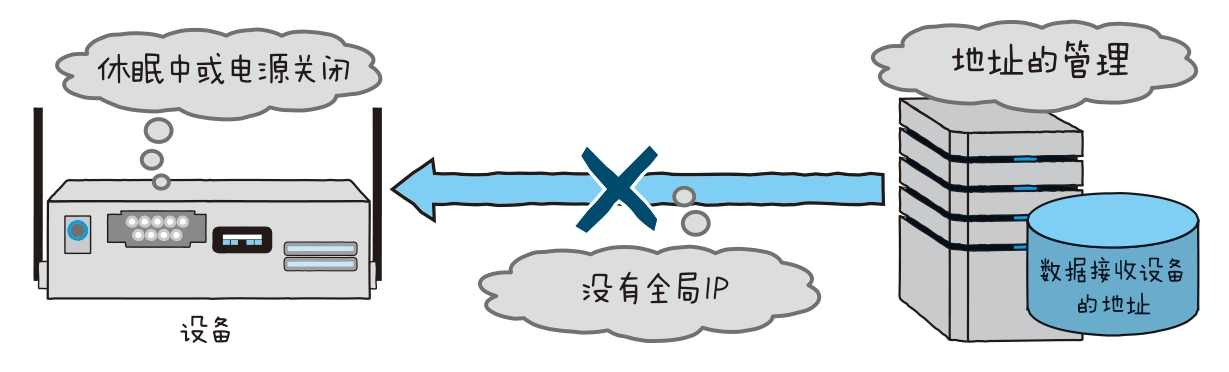 休眠中或电源关闭
地址的管理
没有全局IP
数据接收设备
的地址
设备